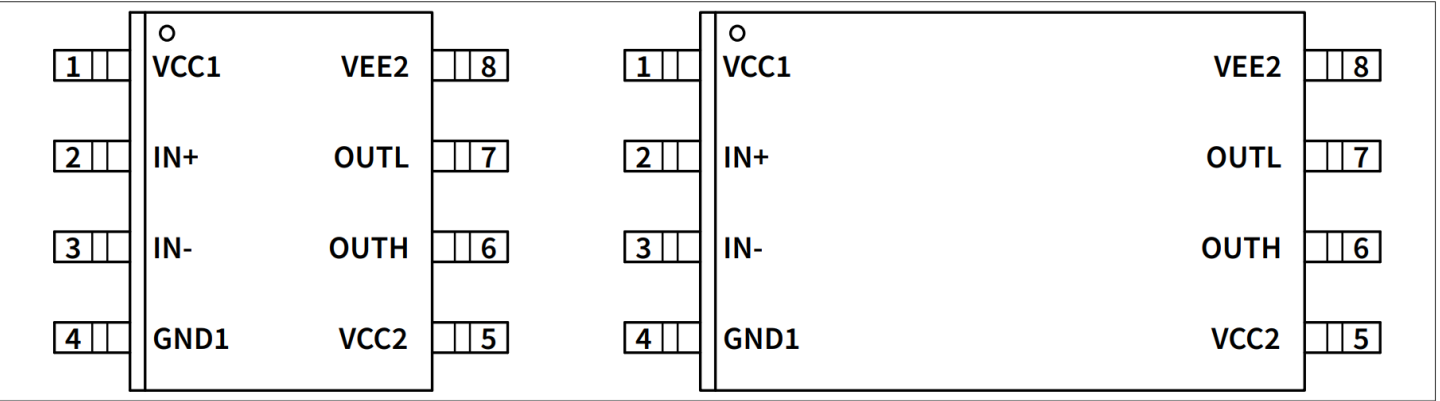 1 VCC1 VEE2 8
2 IN+ OUTL 7
3 IN- OUTH 6
4 GND1 VCC2 5
1 VCC1 VEE2 8
2 IN+ OUTL 7
3 IN- OUTH 6
4 GND1 VCC2 5